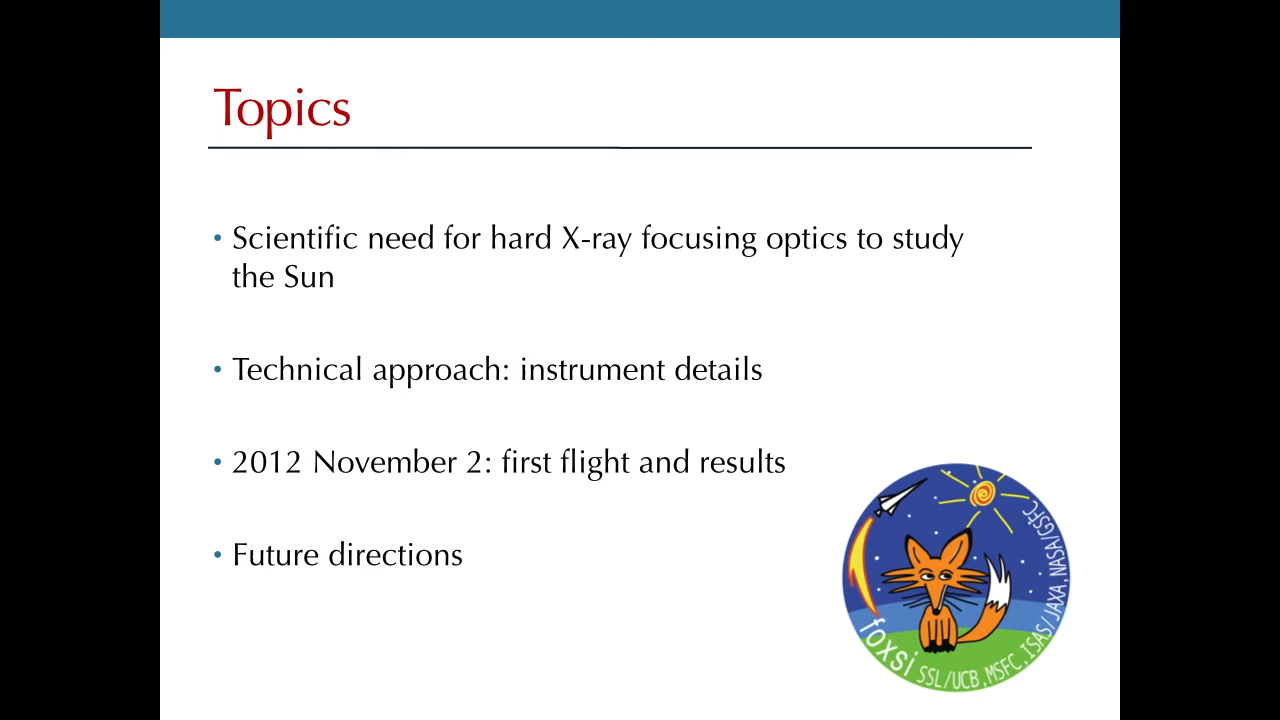 Topics
• Scientific need for hard X-ray focusing optics to study
the Sun
• Technical approach: instrument details
• 2012 November 2: first flight and results
• Future directions
foxsi SSL/UCB, MSFC, ISAS/JAXA, NASA/GSFC